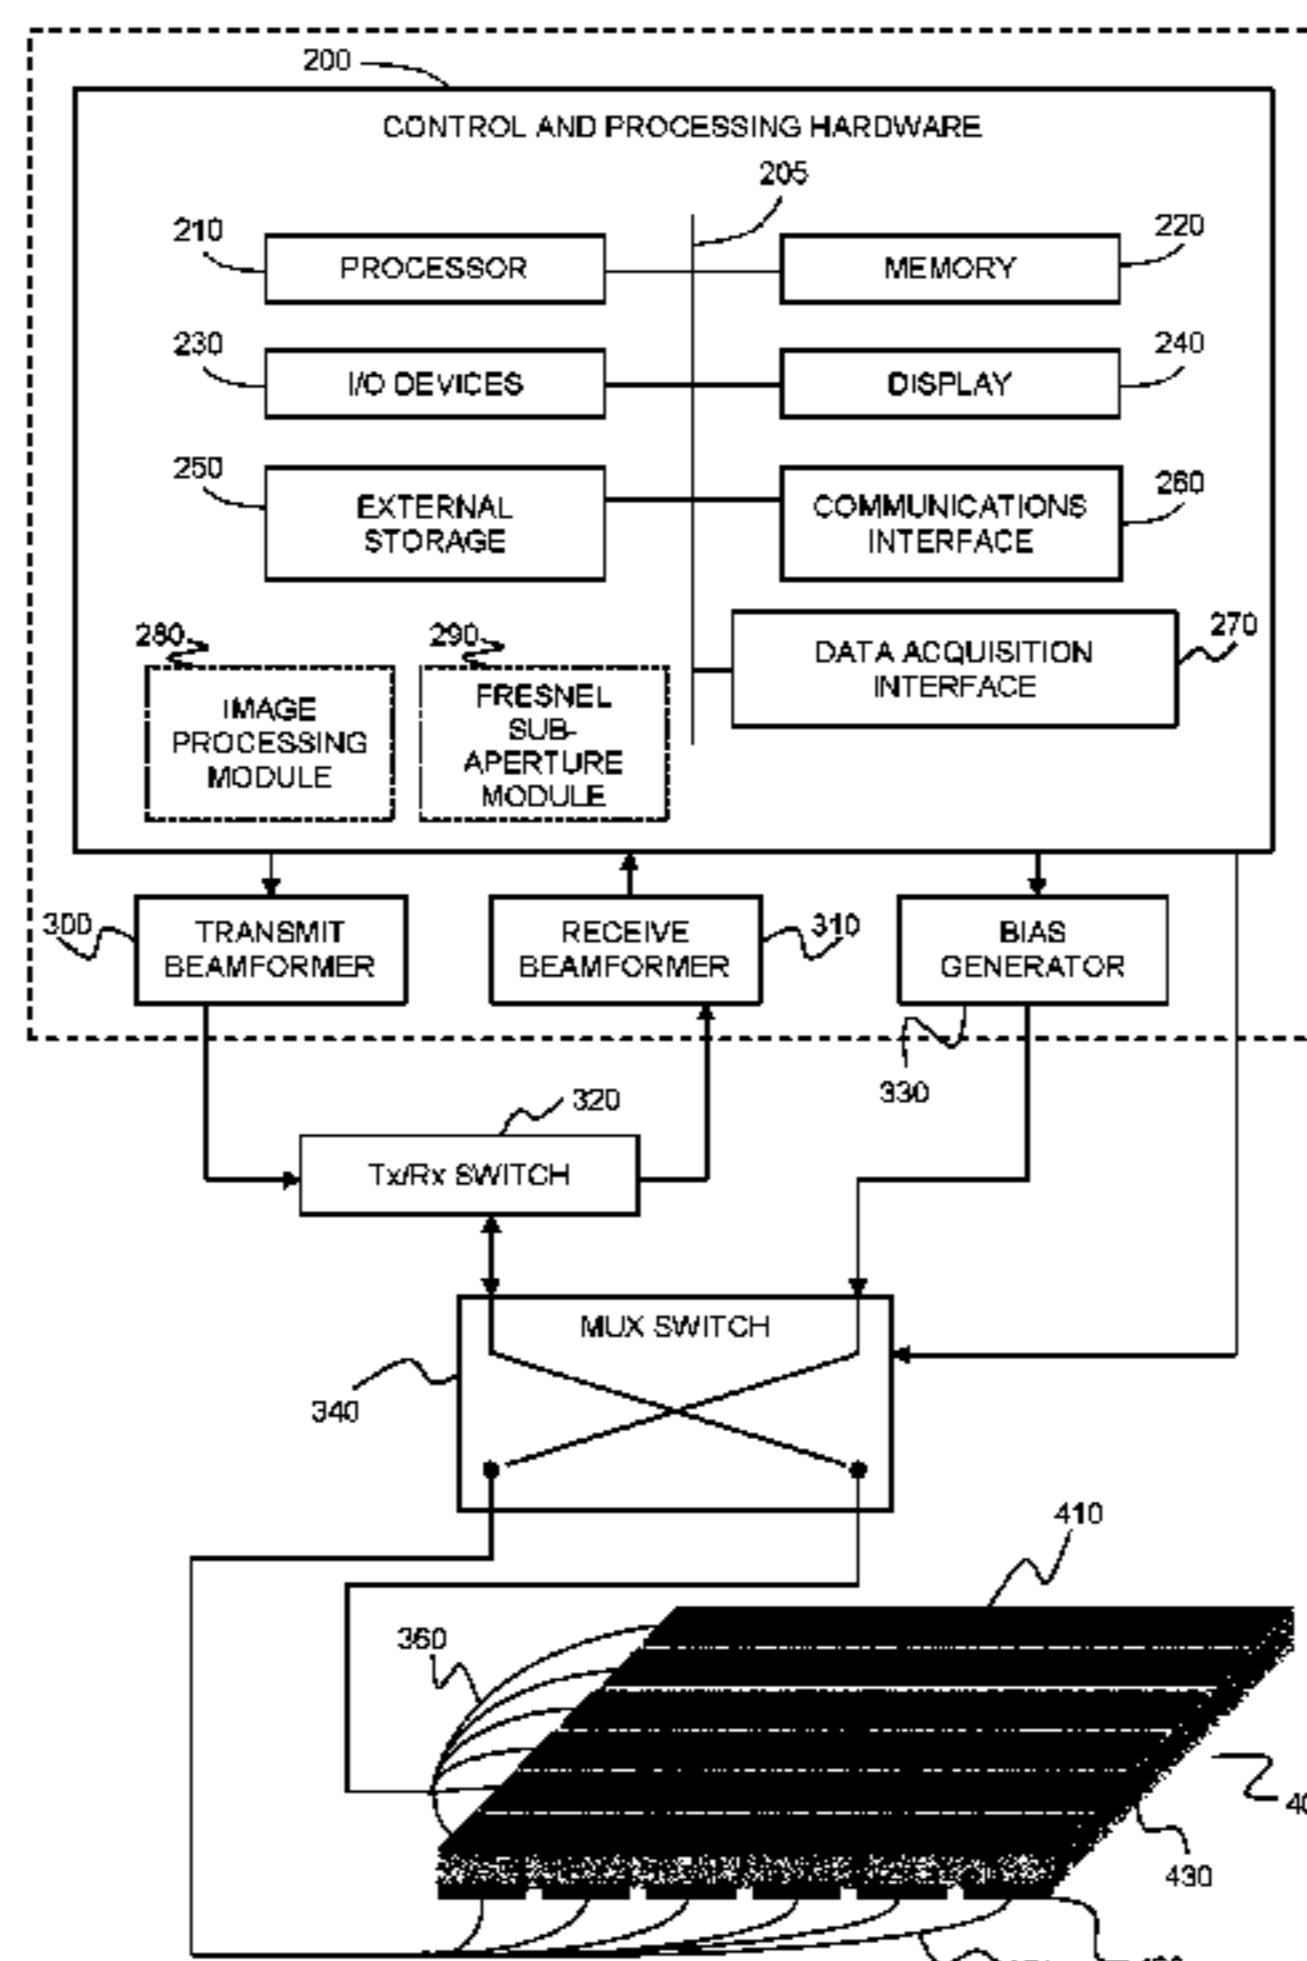 200
CONTROL AND PROCESSING HARDWARE
205
210
PROCESSOR
220
MEMORY
230
I/O DEVICES
240
DISPLAY
250
EXTERNAL
STORAGE
260
COMMUNICATIONS
INTERFACE
270
DATA ACQUISITION
INTERFACE
280
IMAGE
PROCESSING
MODULE
290
FRESNEL
SUB-
APERTURE
MODULE
300
TRANSMIT
BEAMFORMER
310
RECEIVE
BEAMFORMER
BIAS
GENERATOR
330
320
Tx/Rx SWITCH
MUX SWITCH
340
410
360
430